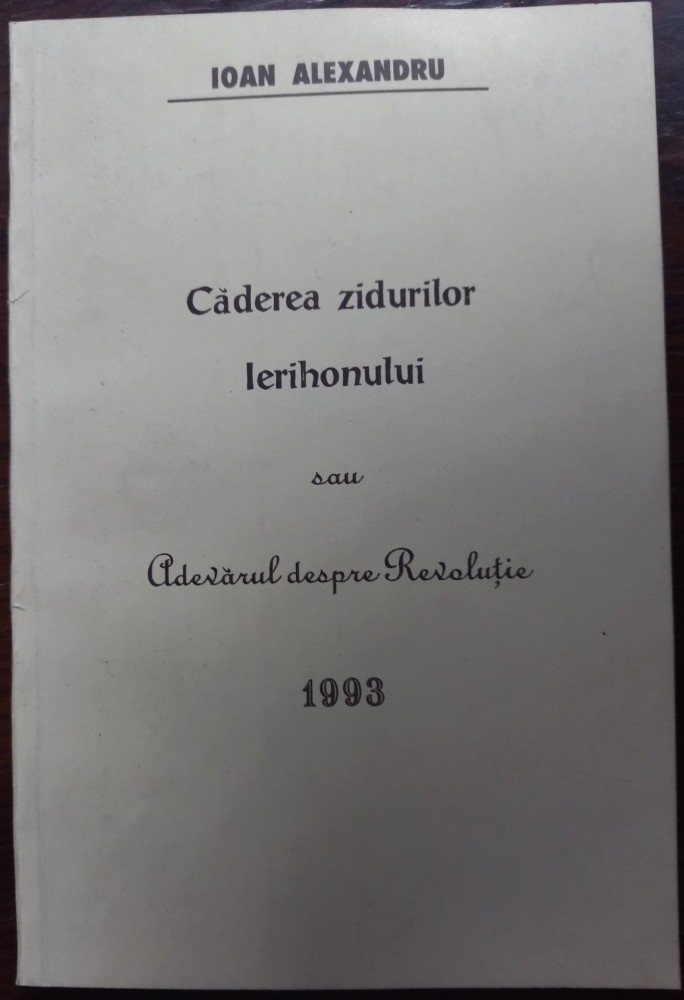 IOAN ALEXANDRU
Căderea zidurilor
Ierihonului
sau
Adevărul despre Revoluție
1993